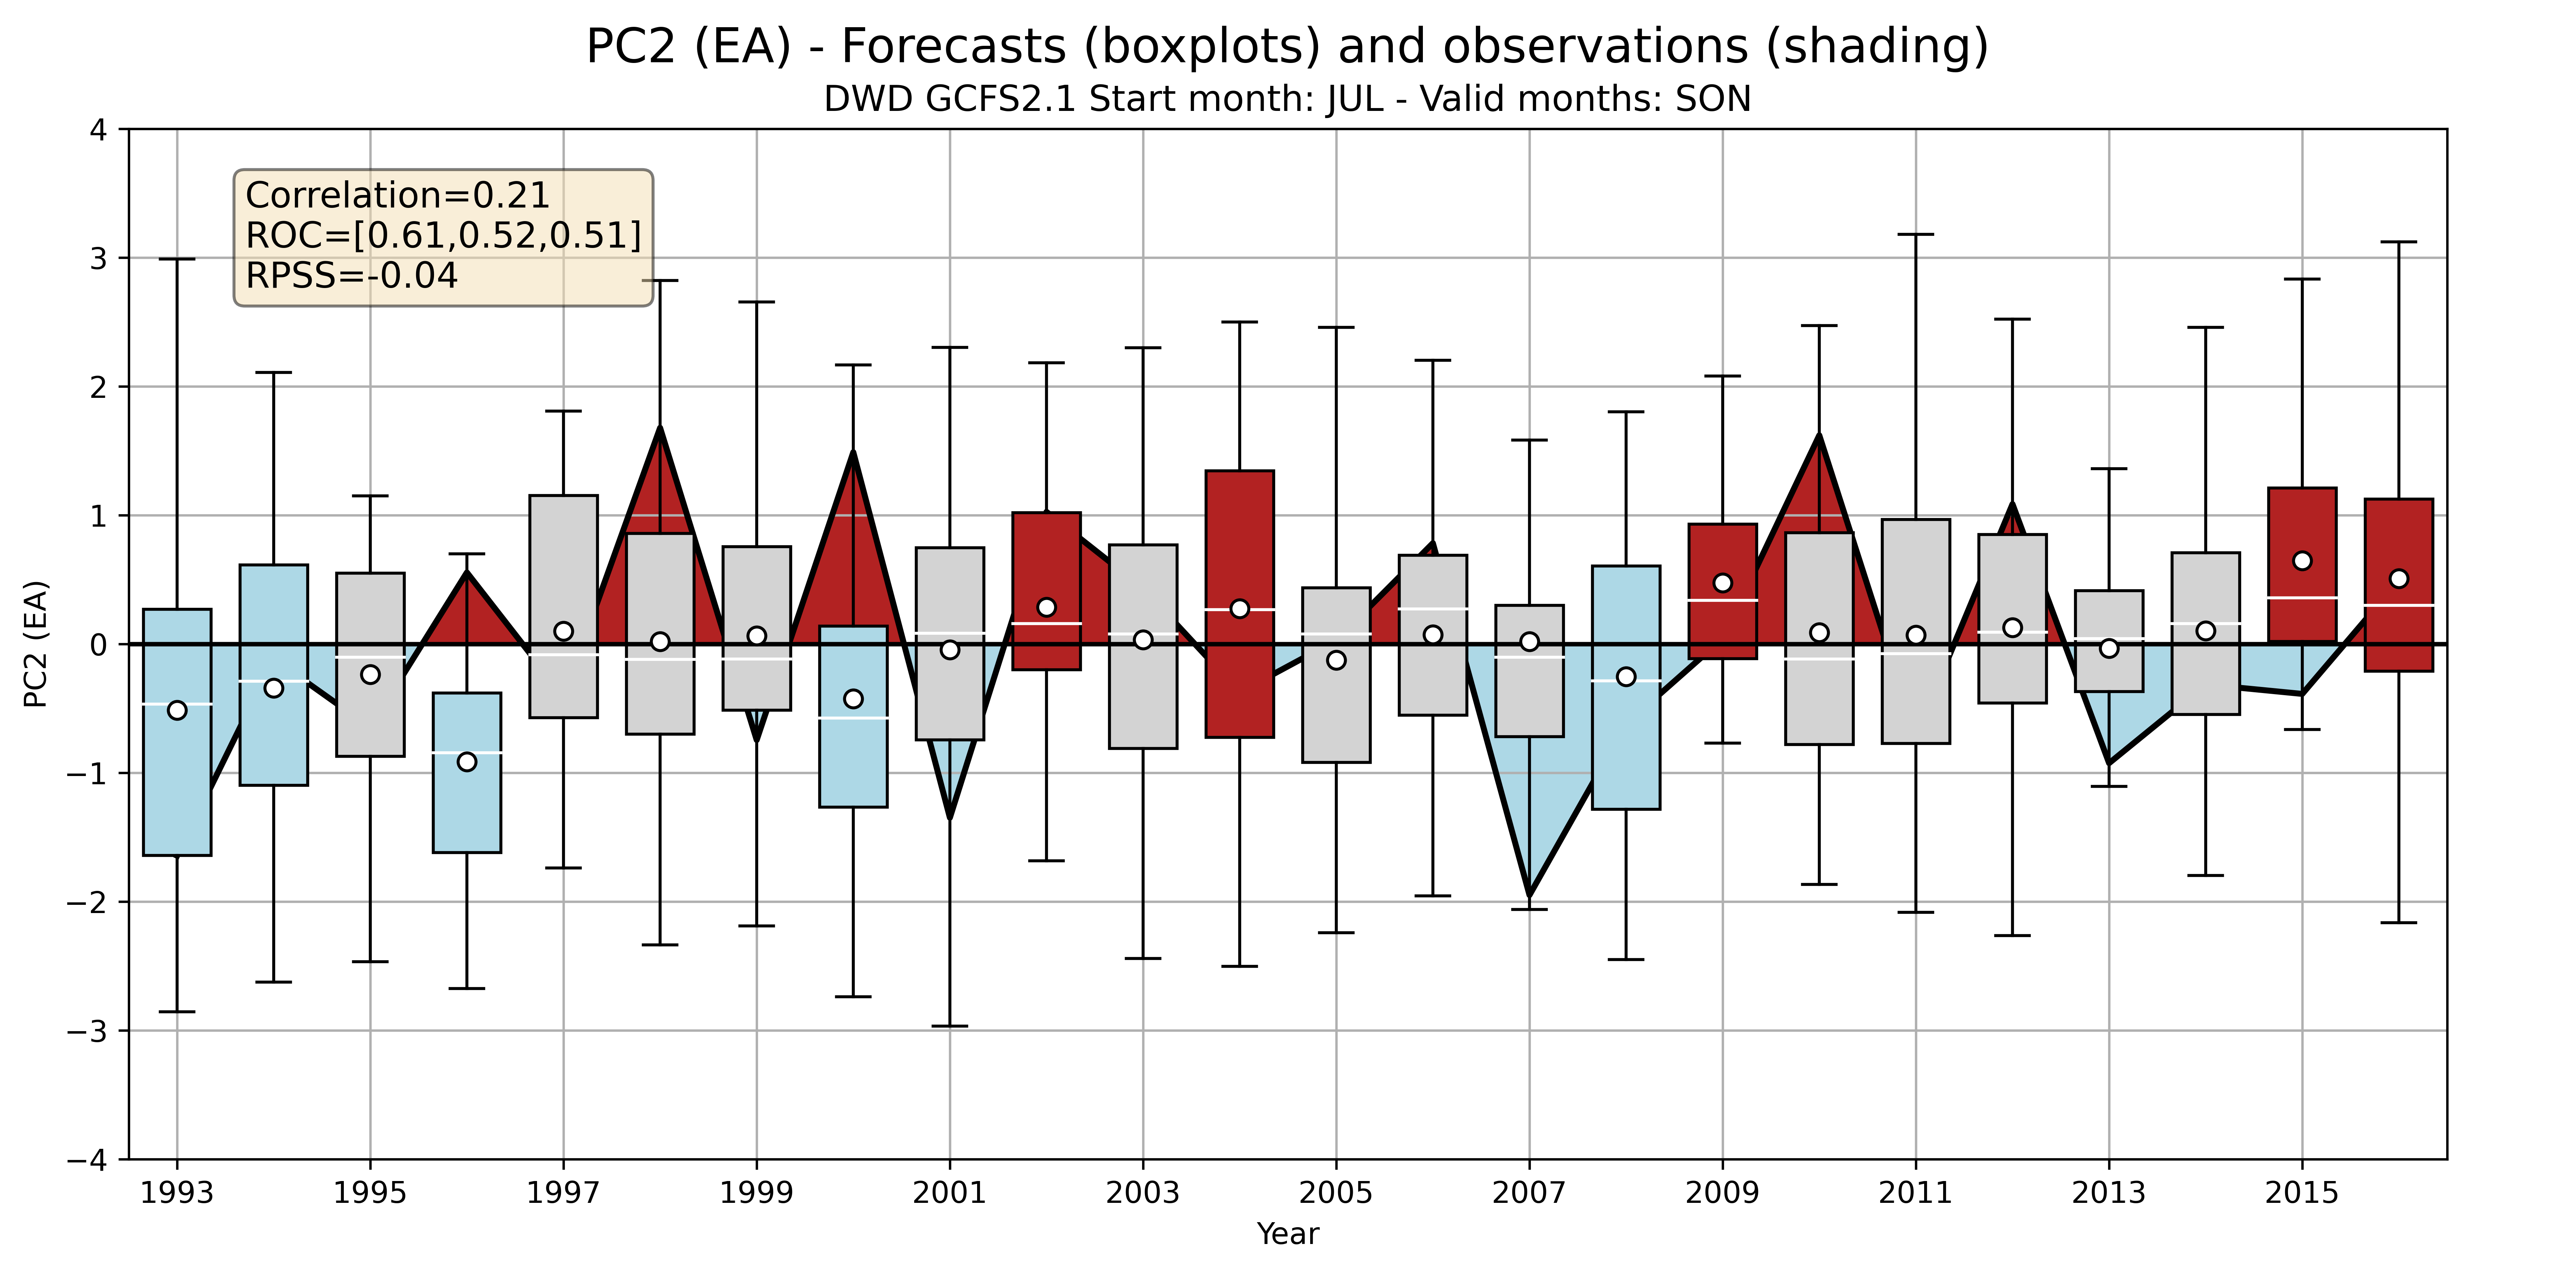 PC2 (EA) - Forecasts (boxplots) and observations (shading)
DWD GCFS2.1 Start month: JUL - Valid months: SON
Correlation=0.21
ROC=[0.61,0.52,0.51]
RPSS=-0.04
PC2 (EA)
4
3
2
1
0
−1
−2
−3
−4
1993 1995 1997 1999 2001 2003 2005 2007 2009 2011 2013 2015
Year